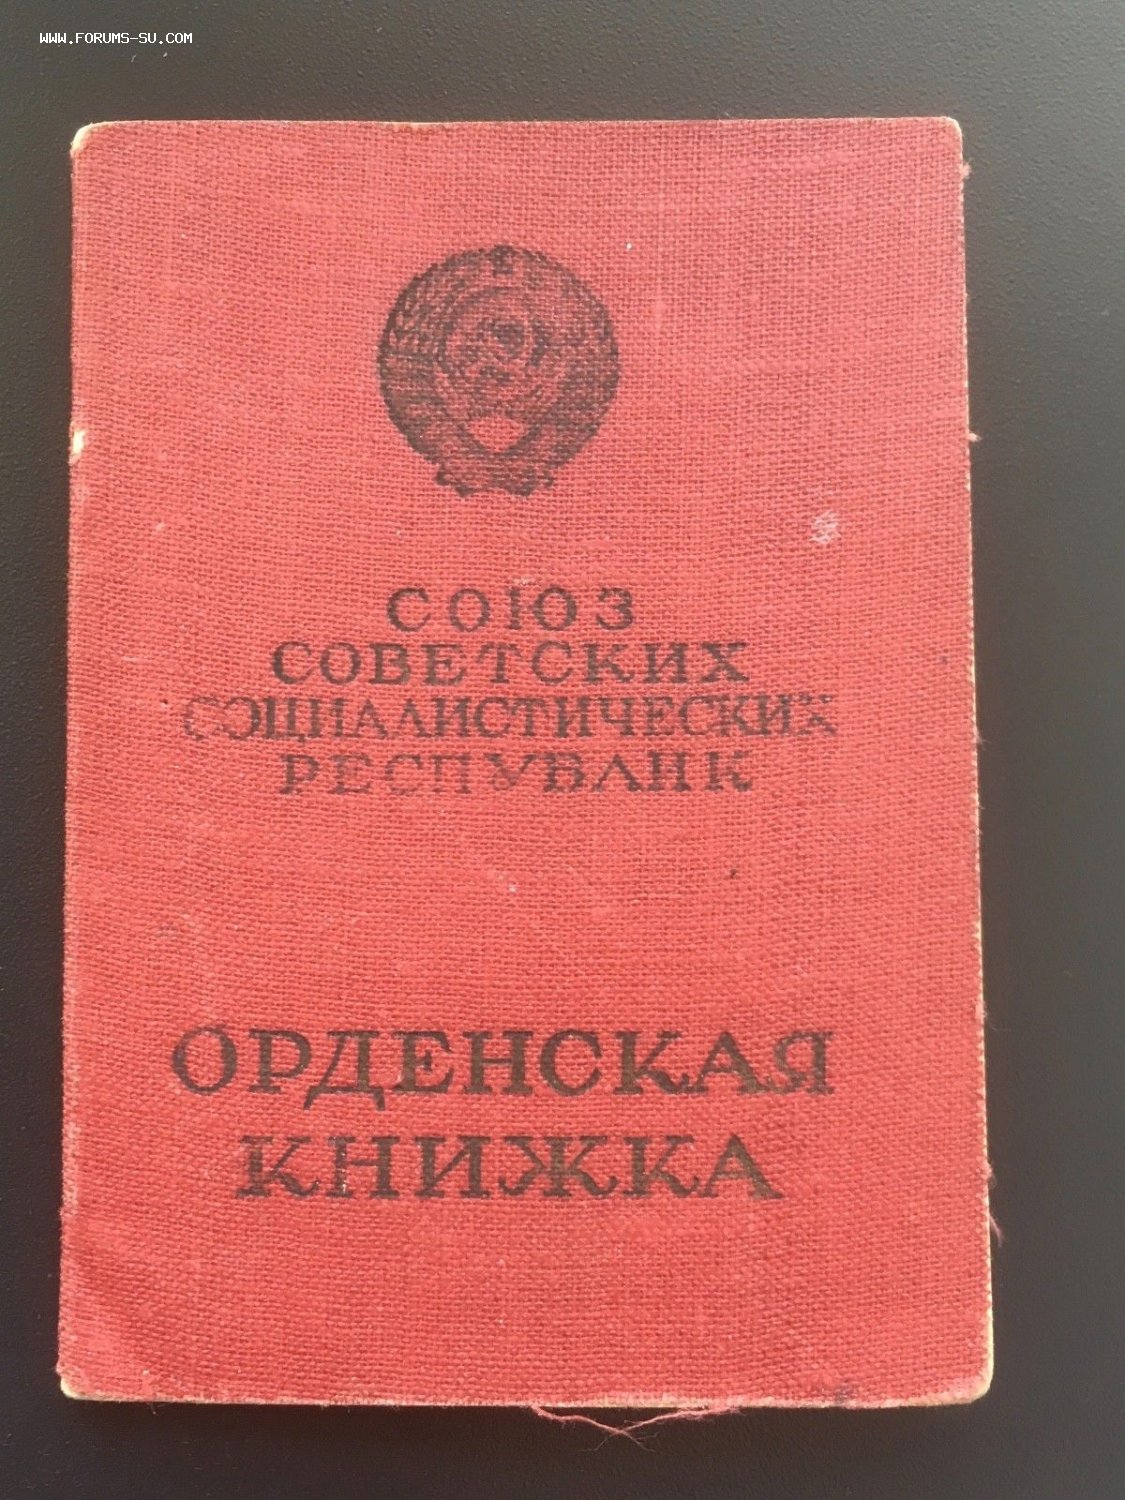 WWW.FORUMS-SU.COM
СОЮЗ
СОВЕТСКИХ
СОЦИАЛИСТИЧЕСКИХ
РЕСПУБЛИК
ОРДЕНСКАЯ
КНИЖКА